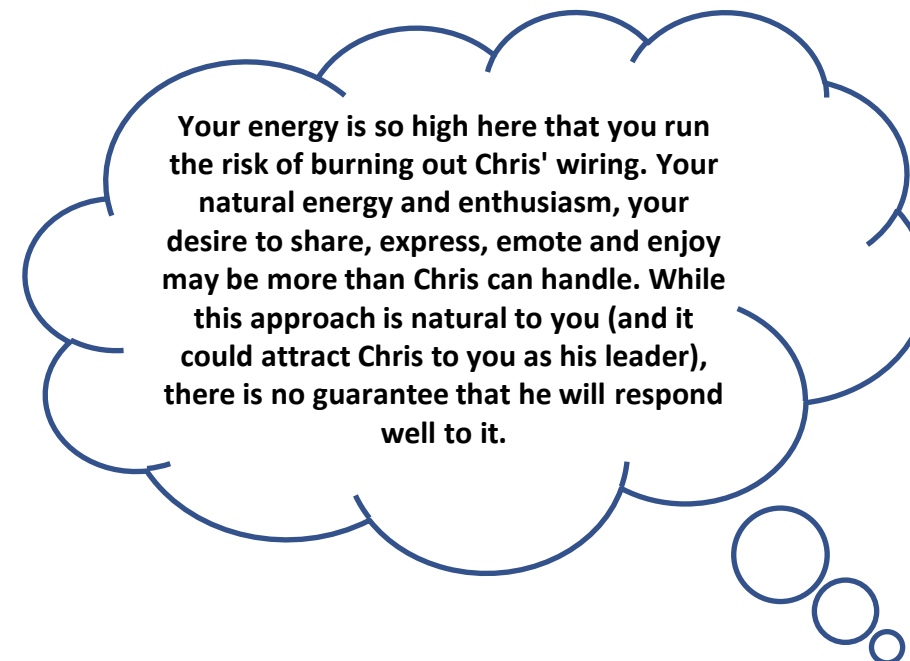 Your energy is so high here that you run
the risk of burning out Chris' wiring. Your
natural energy and enthusiasm, your
desire to share, express, emote and enjoy
may be more than Chris can handle. While
this approach is natural to you (and it
could attract Chris to you as his leader),
there is no guarantee that he will respond
well to it.